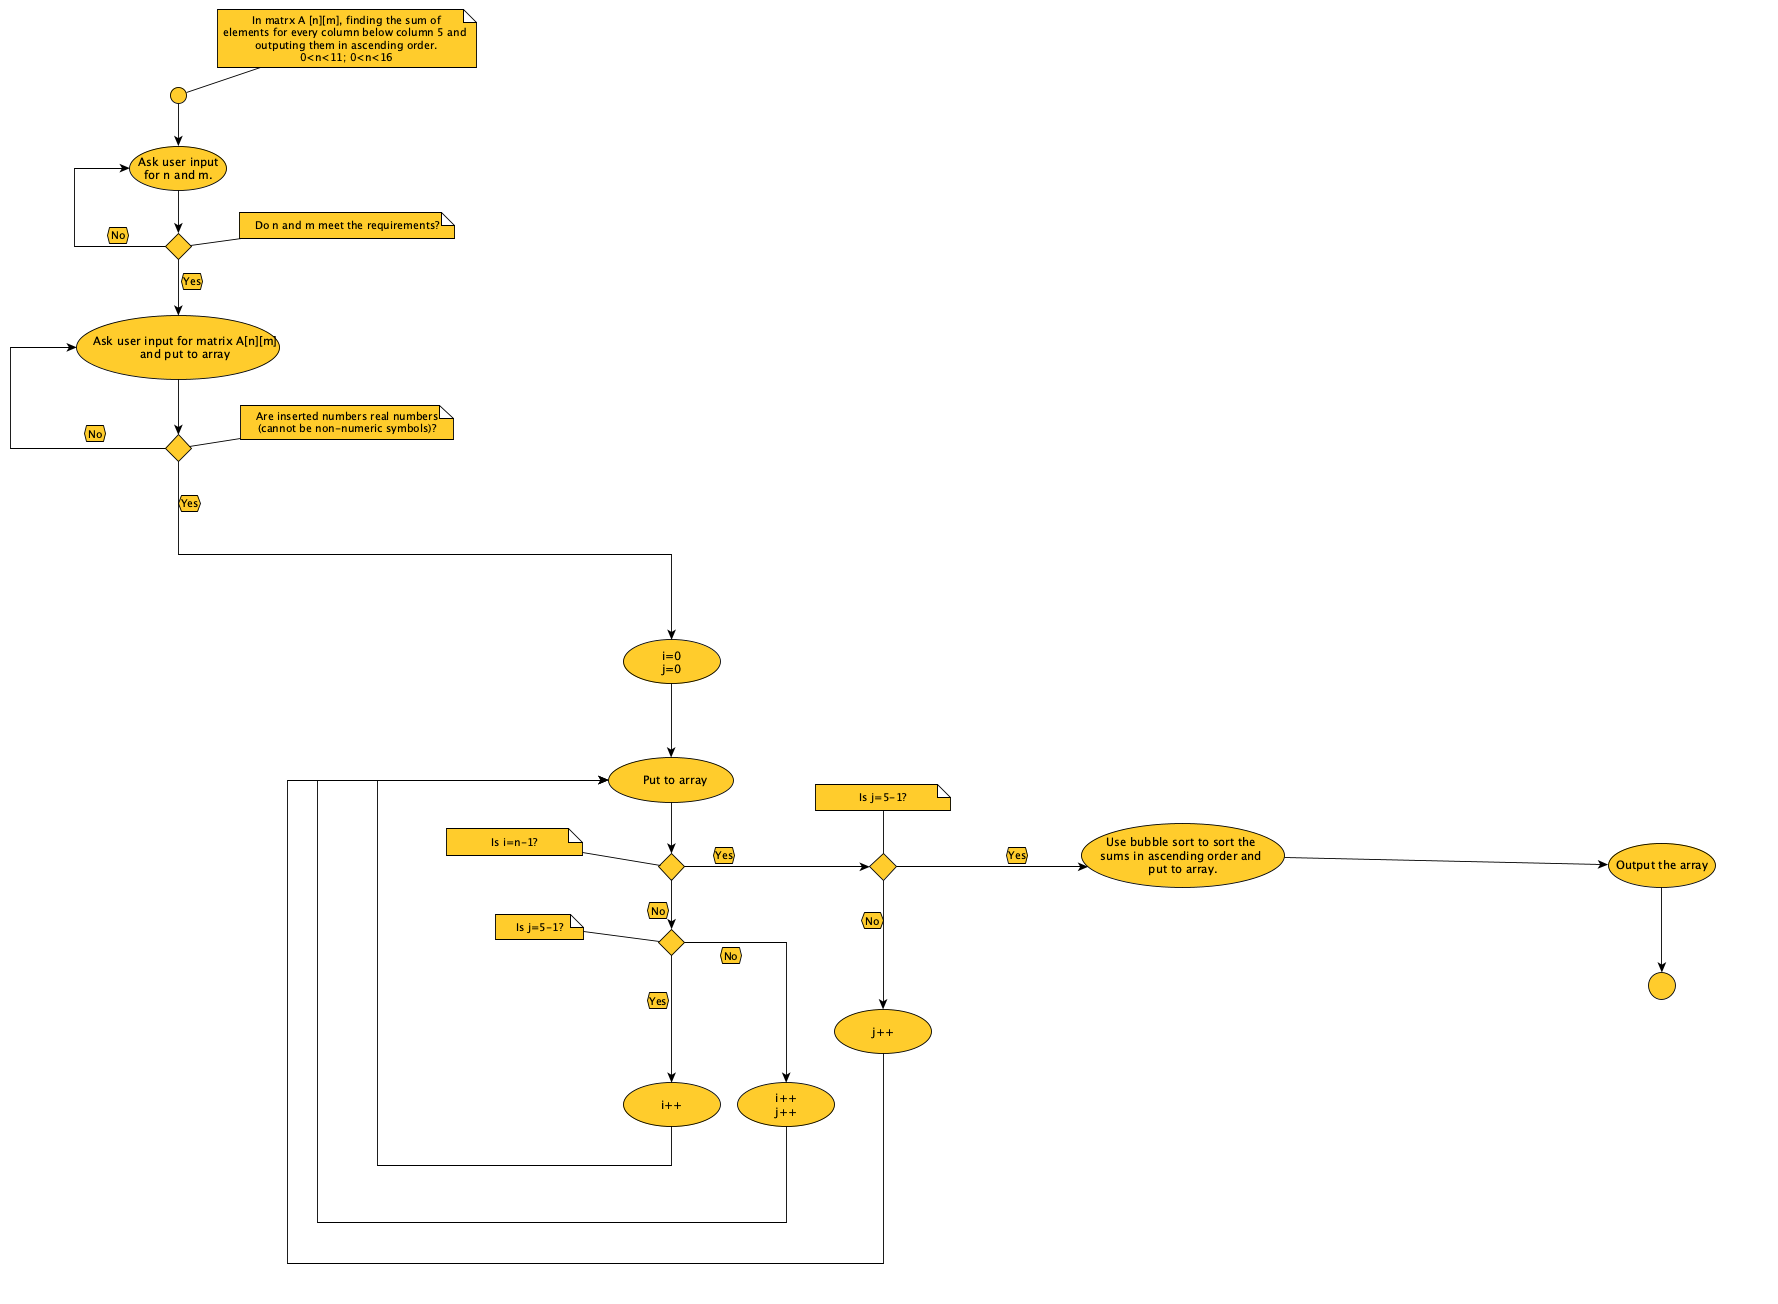 In matrx A [n][m], finding the sum of
elements for every column below column 5 and
outputing them in ascending order.
0<n<11; 0<n<16
Ask user input
for n and m.
Do n and m meet the requirements?
No
Yes
Ask user input for matrix A[n][m]
and put to array
Are inserted numbers real numbers
(cannot be non-numeric symbols)?
No
Yes
i=0
j=0
Put to array
Is j=5-1?
Is i=n-1?
Yes
Yes
Use bubble sort to sort the
sums in ascending order and
put to array.
Output the array
No
No
Is j=5-1?
No
Yes
j++
i++
i++
j++